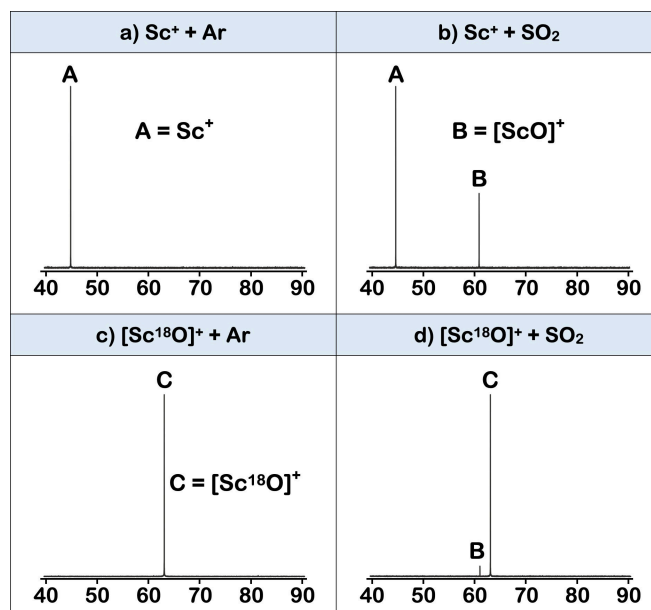 a) Sc⁺ + Ar
b) Sc⁺ + SO₂
A
A = Sc⁺
40 50 60 70 80 90
A
B = [ScO]⁺
B
40 50 60 70 80 90
c) [Sc¹⁸O]⁺ + Ar
d) [Sc¹⁸O]⁺ + SO₂
C
C = [Sc¹⁸O]⁺
40 50 60 70 80 90
C
B
40 50 60 70 80 90